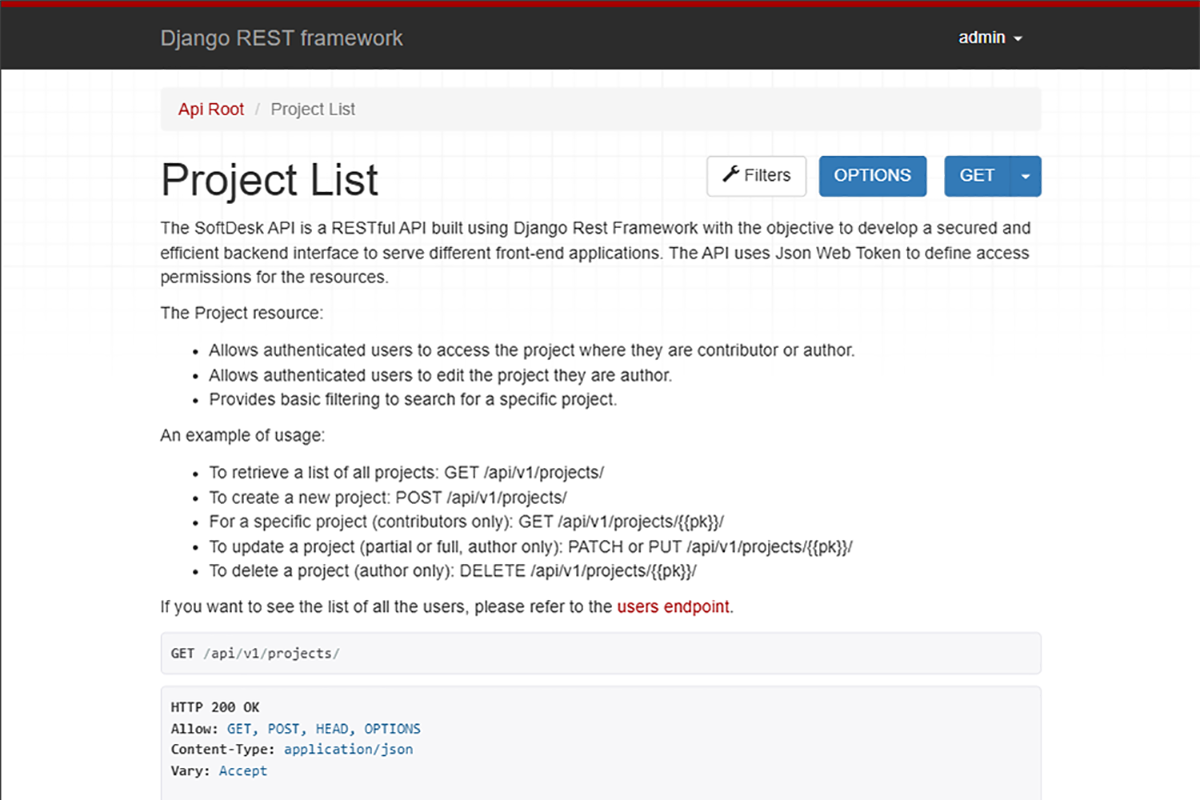 Django REST framework
admin
Api Root / Project List
Project List
Filters
OPTIONS
GET
The SoftDesk API is a RESTful API built using Django Rest Framework with the objective to develop a secured and
efficient backend interface to serve different front-end applications. The API uses Json Web Token to define access
permissions for the resources.
The Project resource:
• Allows authenticated users to access the project where they are contributor or author.
• Allows authenticated users to edit the project they are author.
• Provides basic filtering to search for a specific project.
An example of usage:
• To retrieve a list of all projects: GET /api/v1/projects/
• To create a new project: POST /api/v1/projects/
• For a specific project (contributors only): GET /api/v1/projects/{{pk}}/
• To update a project (partial or full, author only): PATCH or PUT /api/v1/projects/{{pk}}/
• To delete a project (author only): DELETE /api/v1/projects/{{pk}}/
If you want to see the list of all the users, please refer to the users endpoint.
GET /api/v1/projects/
HTTP 200 OK
Allow: GET, POST, HEAD, OPTIONS
Content-Type: application/json
Vary: Accept